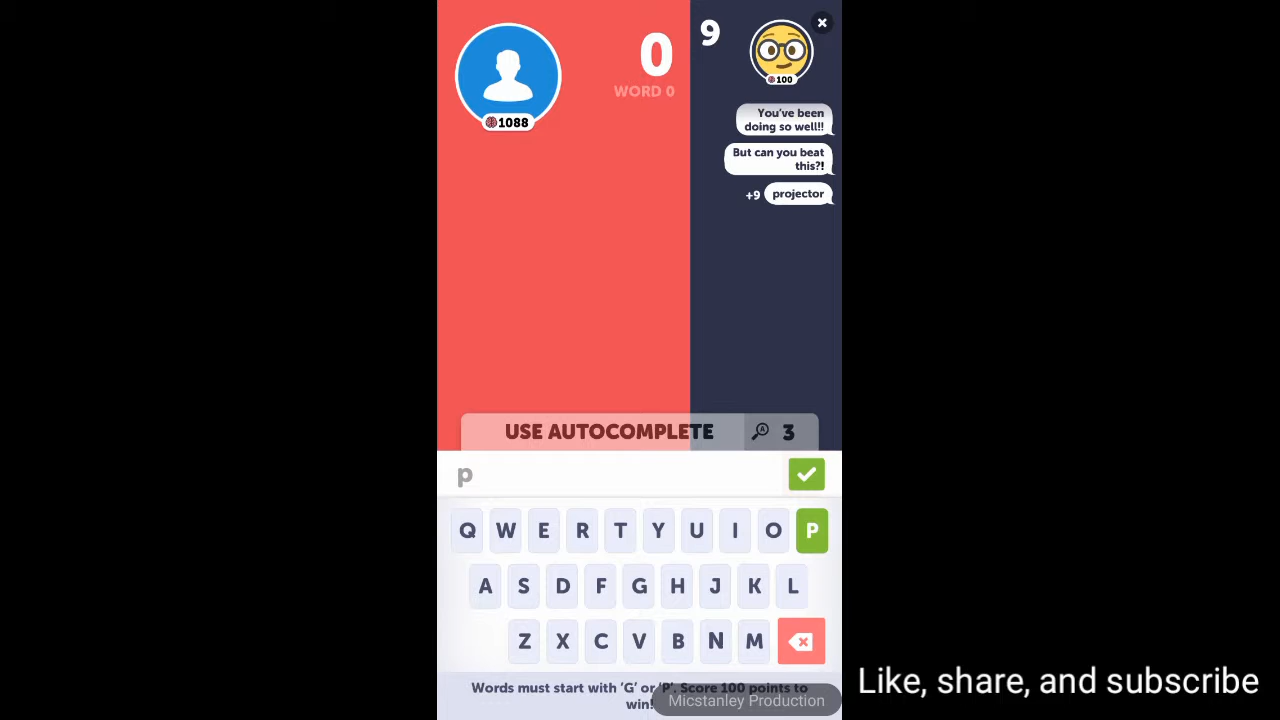 0
WORD 0
1088
9
100
You've been
doing so well!!
But can you beat
this?!
+9 projector
USE AUTOCOMPLETE A 3
p
Q W E R T Y U I O P
A S D F G H J K L
Z X C V B N M
Words must start with 'G' or 'P'. Score 100 points to
win!
Micstanley Production
Like, share, and subscribe